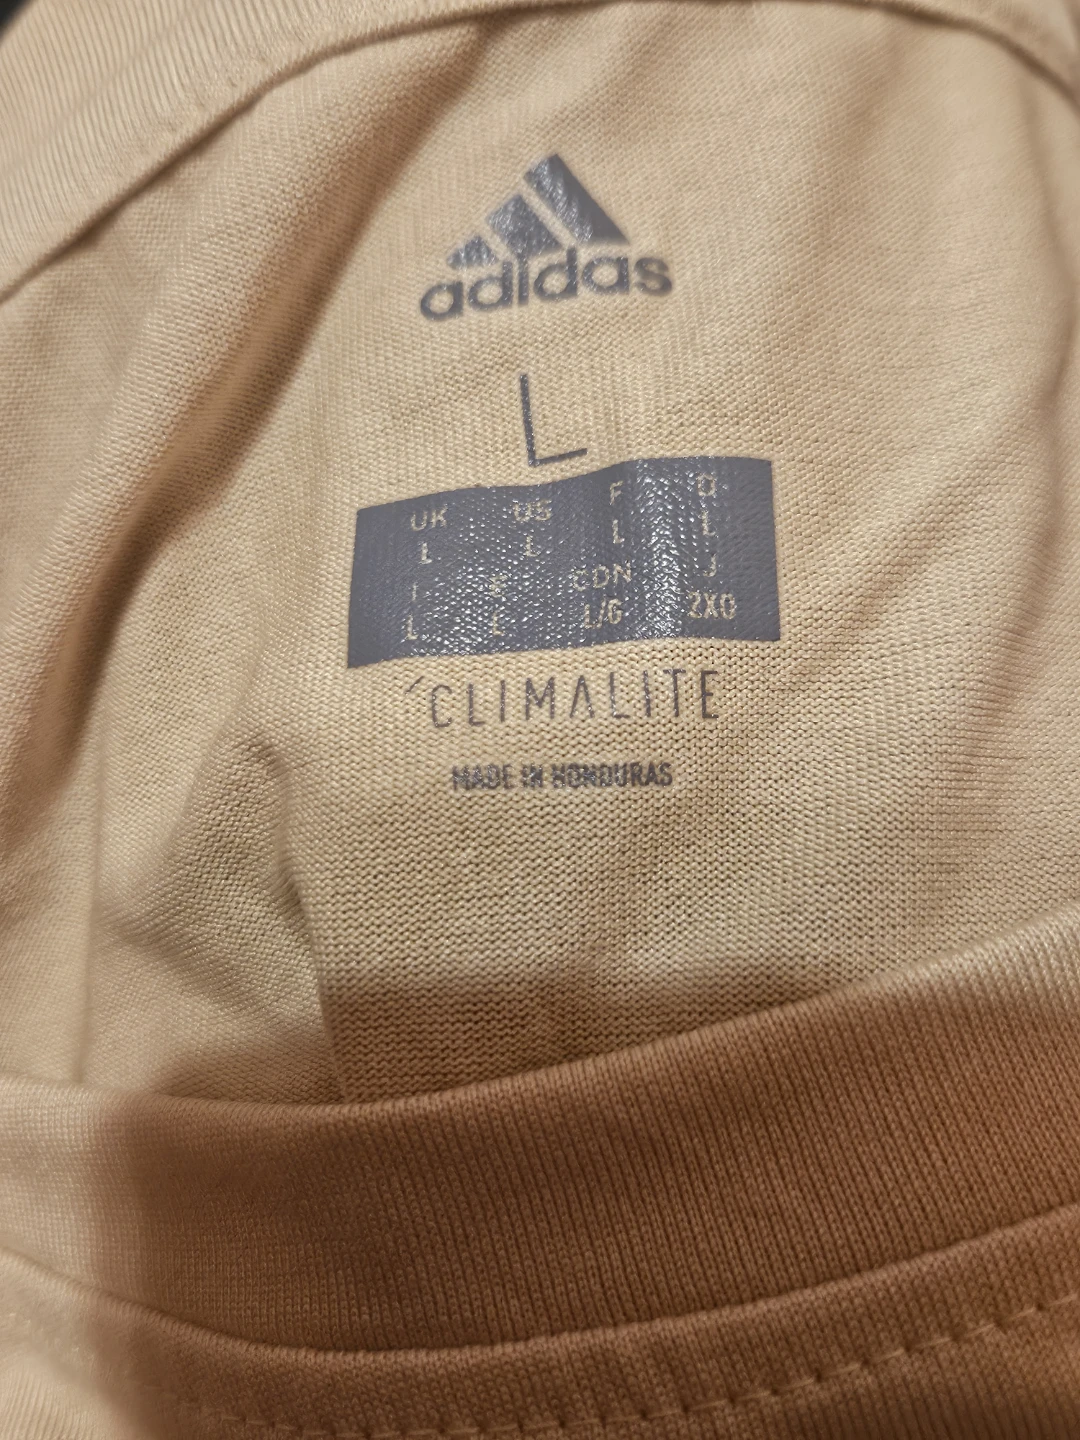 adidas
L
UK US F D
L L L L
I E CDN J
L L L/G 2XO
CLIMALITE
MADE IN HONDURAS